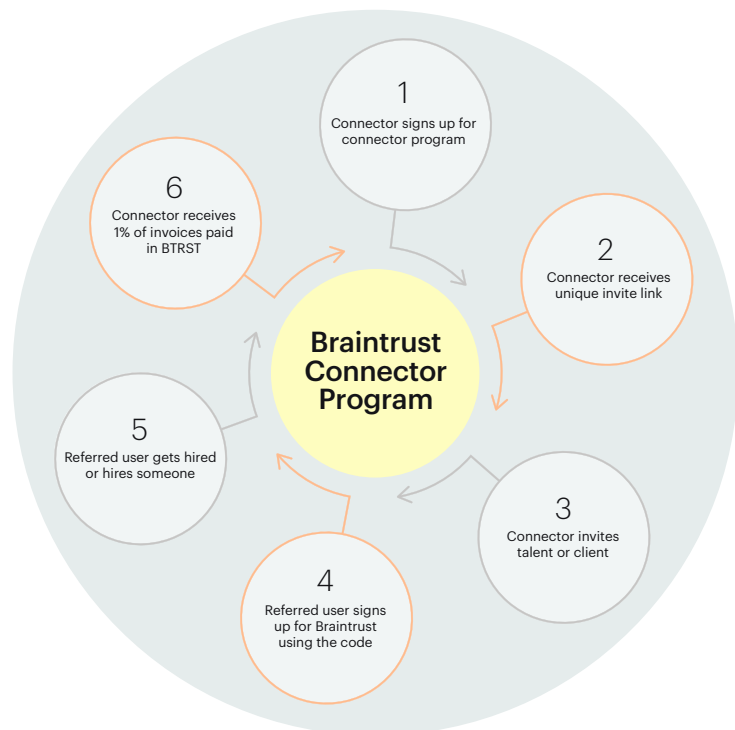 1
Connector signs up for
connector program
2
Connector receives
unique invite link
3
Connector invites
talent or client
4
Referred user signs
up for Braintrust
using the code
5
Referred user gets hired
or hires someone
6
Connector receives
1% of invoices paid
in BTRST
Braintrust
Connector
Program